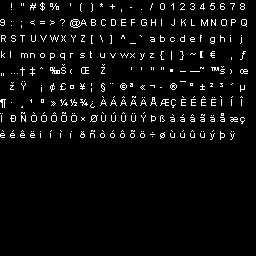 ! " # $ % ' ( ) * + , - . / 0 1 2 3 4 5 6 7 8
9 : ; < = > ? @ A B C D E F G H I J K L M N O P Q
R S T U V W X Y Z [ \ ] ^ _ ` a b c d e f g h i j
k l m n o p q r s t u v w x y z { | } ~ € ‚ ƒ
„ … † ‡ ˆ ‰ Š ‹ Œ Ž ' ' " " • – — ˜ ™ š › œ
ž Ÿ ¡ ¢ £ ¤ ¥ ¦ § ¨ © ª « ¬ - ® ¯ ° ± ² ³ ´ µ
¶ · ¸ ¹ º » ¼ ½ ¾ ¿ À Á Â Ã Ä Å Æ Ç È É Ê Ë Ì Í Î
Ï Ð Ñ Ò Ó Ô Õ Ö × Ø Ù Ú Û Ü Ý Þ ß à á â ã ä å æ ç
è é ê ë ì í î ï ð ñ ò ó ô õ ö ÷ ø ù ú û ü ý þ ÿ